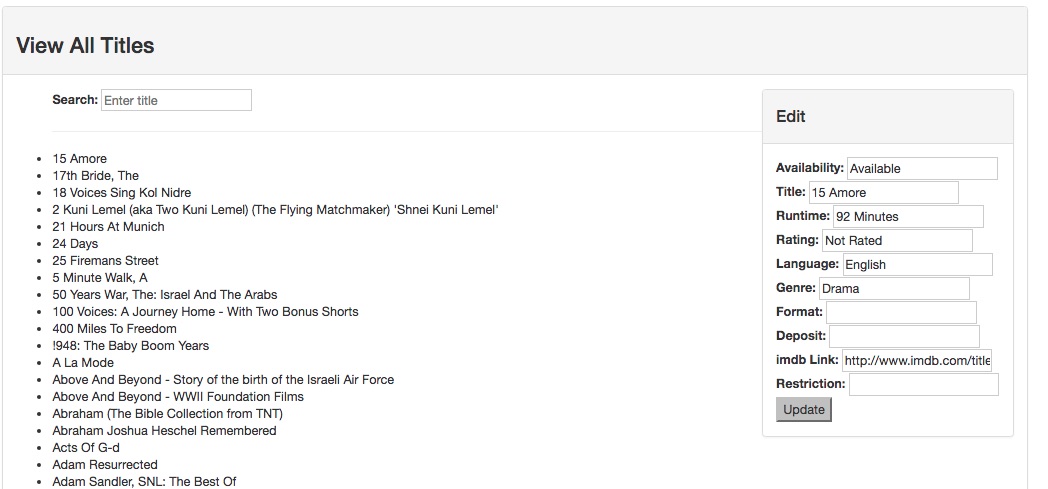 View All Titles
Search: Enter title
15 Amore
17th Bride, The
18 Voices Sing Kol Nidre
2 Kuni Lemel (aka Two Kuni Lemel) (The Flying Matchmaker) 'Shnei Kuni Lemel'
21 Hours At Munich
24 Days
25 Firemans Street
5 Minute Walk, A
50 Years War, The: Israel And The Arabs
100 Voices: A Journey Home - With Two Bonus Shorts
400 Miles To Freedom
!948: The Baby Boom Years
A La Mode
Above And Beyond - Story of the birth of the Israeli Air Force
Above And Beyond - WWII Foundation Films
Abraham (The Bible Collection from TNT)
Abraham Joshua Heschel Remembered
Acts Of G-d
Adam Resurrected
Adam Sandler, SNL: The Best Of
Edit
Availability: Available
Title: 15 Amore
Runtime: 92 Minutes
Rating: Not Rated
Language: English
Genre: Drama
Format:
Deposit:
imdb Link: http://www.imdb.com/title
Restriction:
Update